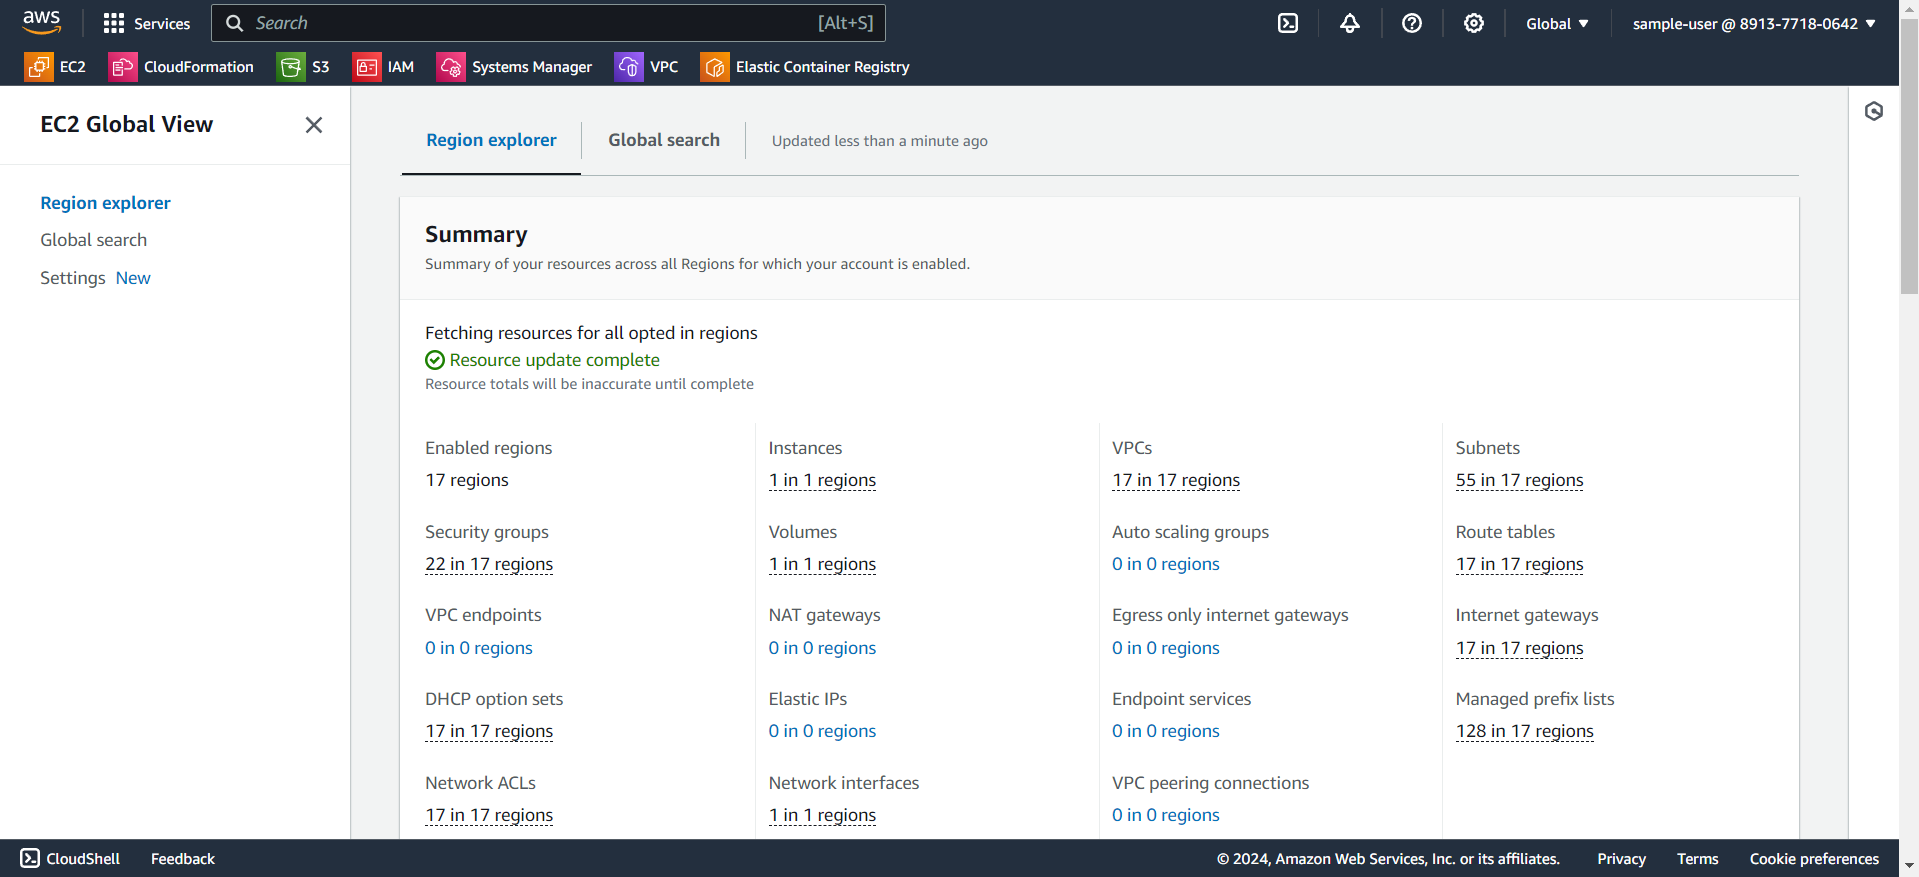 aws
Services
Search
[Alt+S]
Global
sample-user @ 8913-7718-0642
EC2
CloudFormation
S3
IAM
Systems Manager
VPC
Elastic Container Registry
EC2 Global View
Region explorer
Global search
Settings New
Region explorer
Global search
Updated less than a minute ago
Summary
Summary of your resources across all Regions for which your account is enabled.
Fetching resources for all opted in regions
Resource update complete
Resource totals will be inaccurate until complete
Enabled regions
17 regions
Instances
1 in 1 regions
VPCs
17 in 17 regions
Subnets
55 in 17 regions
Security groups
22 in 17 regions
Volumes
1 in 1 regions
Auto scaling groups
0 in 0 regions
Route tables
17 in 17 regions
VPC endpoints
0 in 0 regions
NAT gateways
0 in 0 regions
Egress only internet gateways
0 in 0 regions
Internet gateways
17 in 17 regions
DHCP option sets
17 in 17 regions
Elastic IPs
0 in 0 regions
Endpoint services
0 in 0 regions
Managed prefix lists
128 in 17 regions
Network ACLs
17 in 17 regions
Network interfaces
1 in 1 regions
VPC peering connections
0 in 0 regions
CloudShell
Feedback
© 2024, Amazon Web Services, Inc. or its affiliates.
Privacy
Terms
Cookie preferences